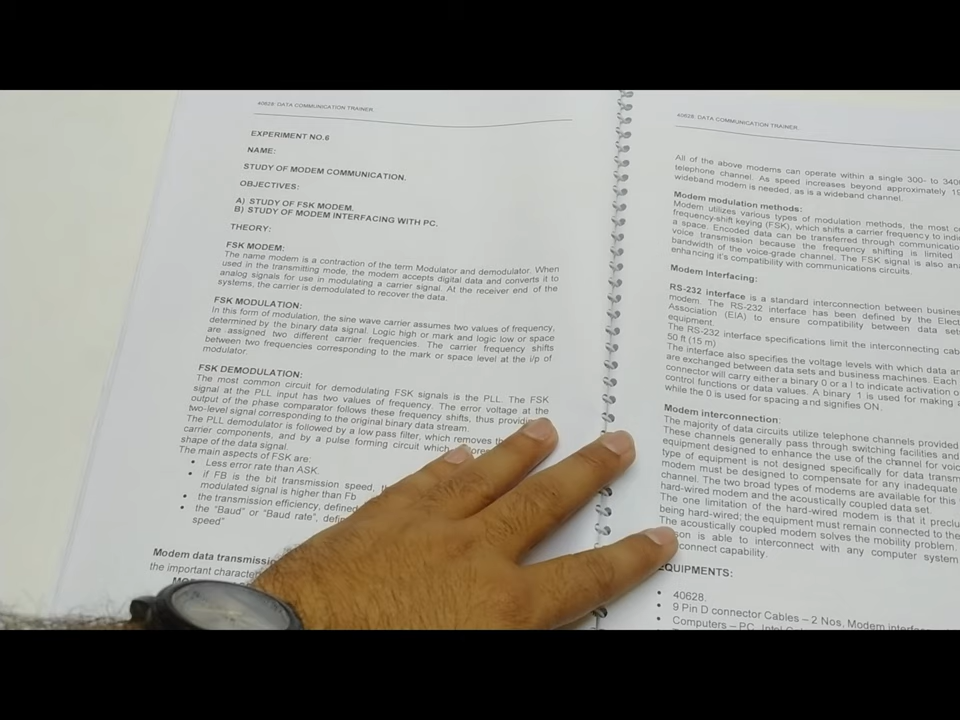 40628: DATA COMMUNICATION TRAINER.
EXPERIMENT NO.6
NAME:
STUDY OF MODEM COMMUNICATION.
OBJECTIVES:
A) STUDY OF FSK MODEM.
B) STUDY OF MODEM INTERFACING WITH PC.
THEORY:
FSK MODEM:
The name modem is a contraction of the term Modulator and demodulator. When
used in the transmitting mode, the modem accepts digital data and converts it to
analog signals for use in modulating a carrier signal. At the receiver end of the
systems, the carrier is demodulated to recover the data.
FSK MODULATION:
In this form of modulation, the sine wave carrier assumes two values of frequency,
determined by the binary data signal. Logic high or mark and logic low or space
are assigned two different carrier frequencies. The carrier frequency shifts
between two frequencies corresponding to the mark or space level at the i/p of
modulator.
FSK DEMODULATION:
The most common circuit for demodulating FSK signals is the PLL. The FSK
signal at the PLL input has two values of frequency. The error voltage at the
output of the phase comparator follows these frequency shifts, thus providing
two-level signal corresponding to the original binary data stream.
The PLL demodulator is followed by a low pass filter, which removes the
carrier components, and by a pulse forming circuit which
shape of the data signal.
The main aspects of FSK are:
• Less error rate than ASK.
• if FB is the bit transmission speed,
modulated signal is higher than Fb
• the transmission efficiency, defined
• the "Baud" or "Baud rate",
speed"
Modem data transmission
the important
40628: DATA COMMUNICATION TRAINER.
All of the above modems can operate within a single 300- to
telephone channel. As speed increases beyond approximately
wideband modem is needed, as is a wideband channel.
Modem modulation methods:
Modem utilizes various types of modulation methods, the most
frequency-shift keying (FSK), which shifts a carrier frequency to
a space. Encoded data can be transferred through
voice transmission because the frequency shifting is limited
bandwidth of the voice-grade channel. The FSK signal is also
enhancing it's compatibility with communications circuits.
Modem Interfacing:
RS-232 interface is a standard interconnection between
modem. The RS-232 interface has been defined by the
Association (EIA) to ensure compatibility between data
equipment.
The RS-232 interface specifications limit the interconnecting
50 ft (15 m)
The interface also specifies the voltage levels with which data
are exchanged between data sets and business machines. Each
connector will carry either a binary 0 or a I to indicate activation
control functions or data values. A binary 1 is used for making
while the 0 is used for spacing and signifies ON.
Modem interconnection:
The majority of data circuits utilize telephone channels provided
These channels generally pass through switching facilities
equipment designed to enhance the use of the channel for
type of equipment is not designed specifically for data
modem must be designed to compensate for any inadequate
channel. The two broad types of modems are available for this
hard-wired modem and the acoustically coupled data set.
The one limitation of the hard-wired modem is that it
being hard-wired; the equipment must remain connected to the
The acoustically coupled modem solves the mobility problem.
is able to interconnect with any computer
connect capability.
EQUIPMENTS:
• 40628.
• 9 Pin D connector Cables – 2 Nos, Modem
• Computers – PC,